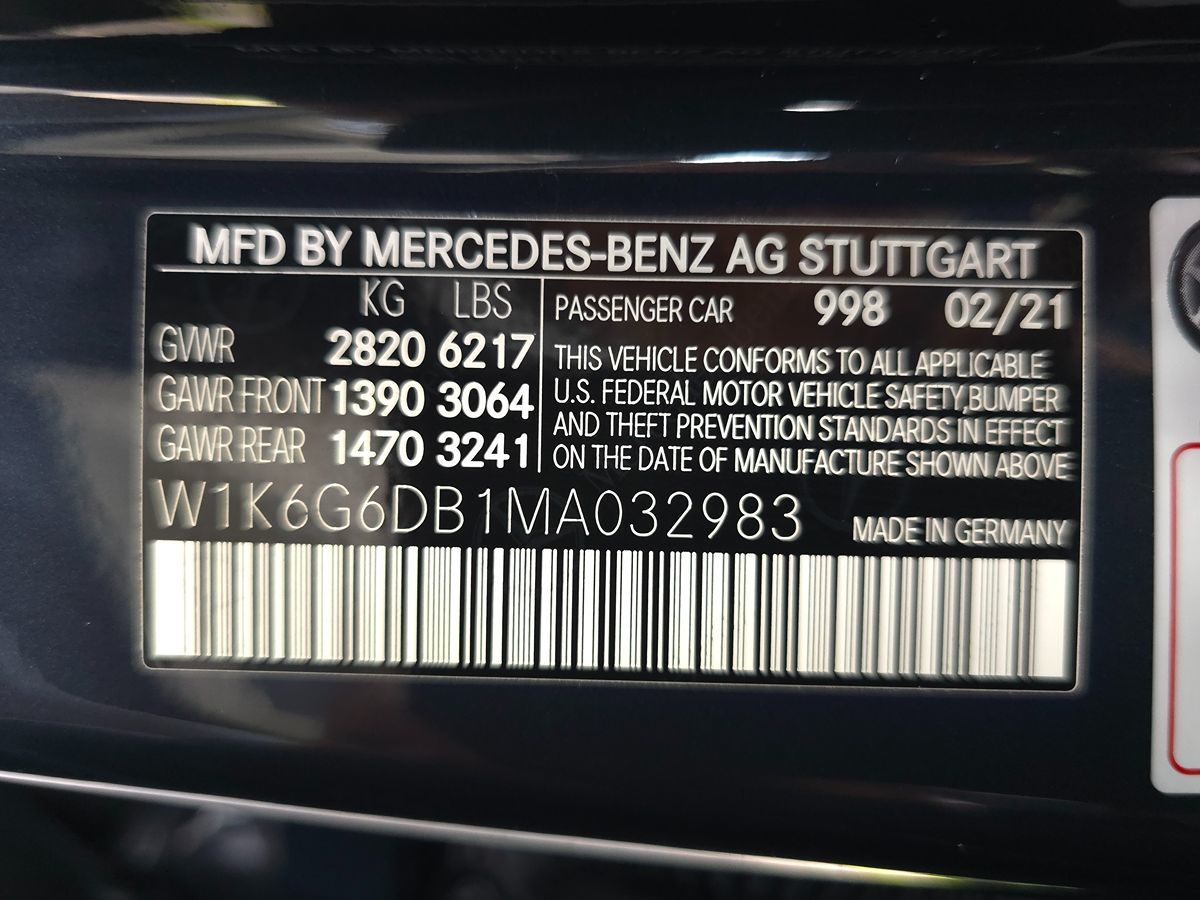 MFD BY MERCEDES-BENZ AG STUTTGART
KG LBS
GVWR 2820 6217
GAWR FRONT 1390 3064
GAWR REAR 1470 3241
PASSENGER CAR 998 02/21
THIS VEHICLE CONFORMS TO ALL APPLICABLE
U.S. FEDERAL MOTOR VEHICLE SAFETY,BUMPER
AND THEFT PREVENTION STANDARDS IN EFFECT
ON THE DATE OF MANUFACTURE SHOWN ABOVE
W1K6G6DB1MA032983
MADE IN GERMANY